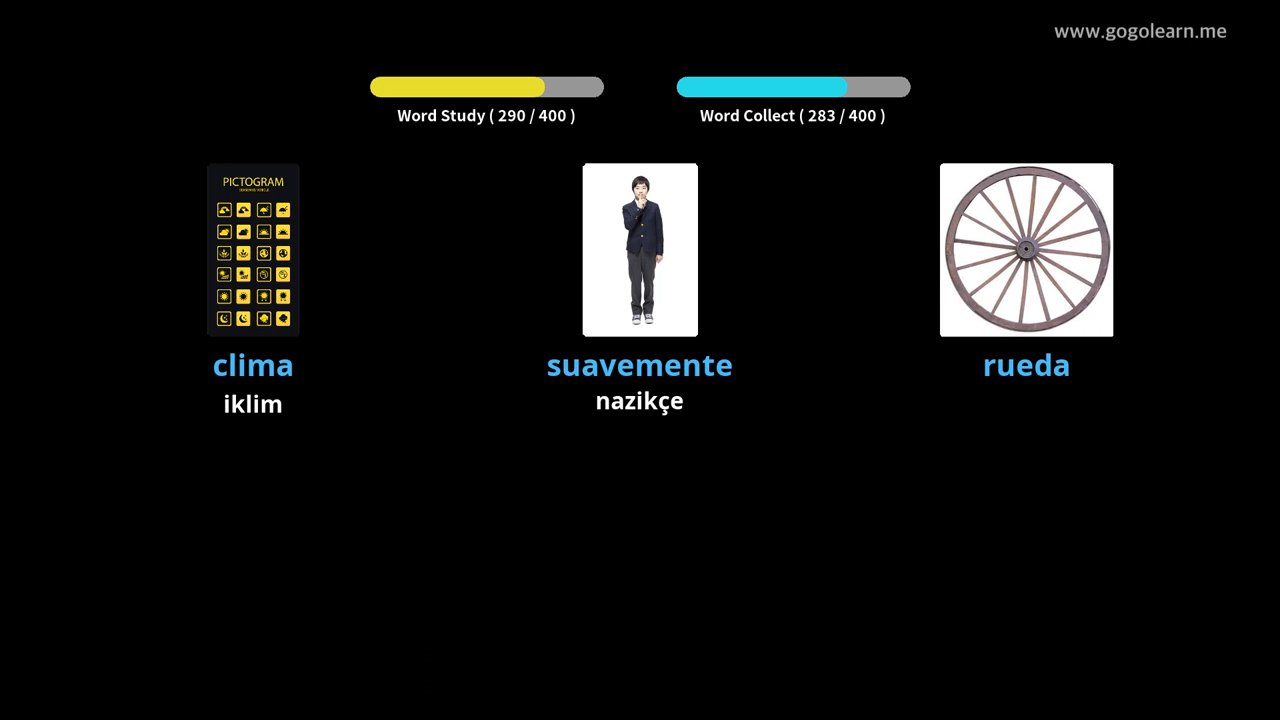 www.gogolearn.me
Word Study ( 290 / 400 )
Word Collect ( 283 / 400 )
PICTOGRAM
clima
suavemente
rueda
iklim
nazikçe